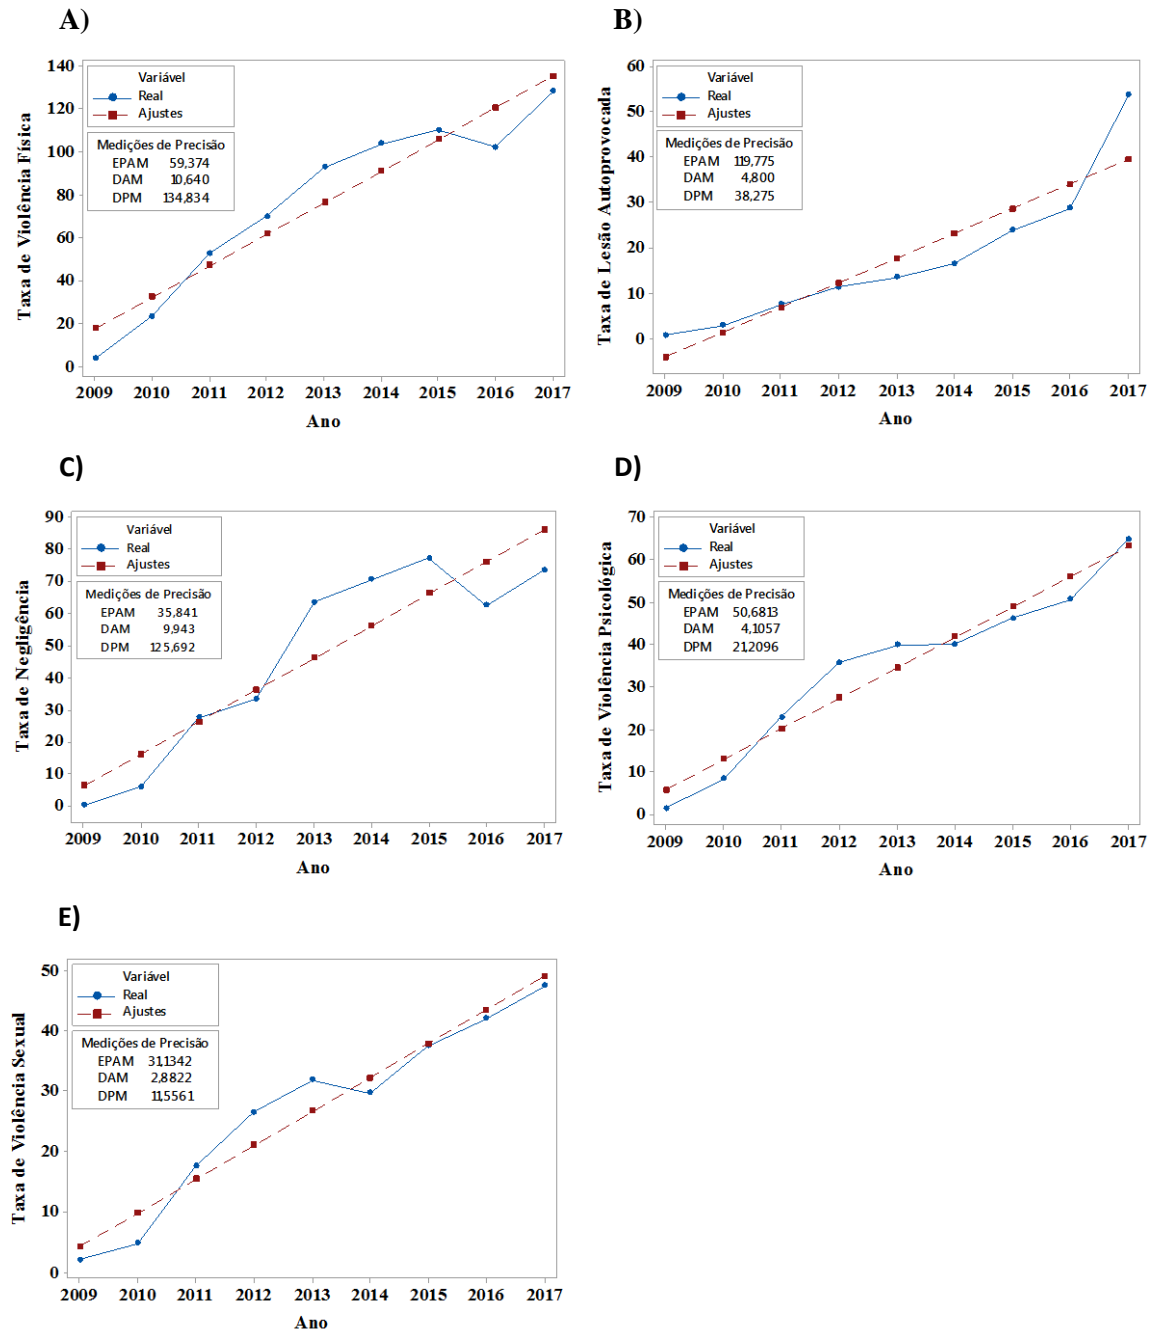 A)
Taxa de Violência Física
140
120
100
80
60
40
20
0
Variável
Real
Ajustes
Medições de Precisão
EPAM 59,374
DAM 10,640
DPM 134,834
2009 2010 2011 2012 2013 2014 2015 2016 2017
Ano
B)
Taxa de Lesão Autoprovocada
60
50
40
30
20
10
0
Variável
Real
Ajustes
Medições de Precisão
EPAM 119,775
DAM 4,800
DPM 38,275
2009 2010 2011 2012 2013 2014 2015 2016 2017
Ano
C)
Taxa de Negligência
90
80
70
60
50
40
30
20
10
0
Variável
Real
Ajustes
Medições de Precisão
EPAM 35,841
DAM 9,943
DPM 125,692
2009 2010 2011 2012 2013 2014 2015 2016 2017
Ano
D)
Taxa de Violência Psicológica
70
60
50
40
30
20
10
0
Variável
Real
Ajustes
Medições de Precisão
EPAM 50,6813
DAM 4,1057
DPM 21,2096
2009 2010 2011 2012 2013 2014 2015 2016 2017
Ano
E)
Taxa de Violência Sexual
50
40
30
20
10
0
Variável
Real
Ajustes
Medições de Precisão
EPAM 31,1342
DAM 2,8822
DPM 11,5561
2009 2010 2011 2012 2013 2014 2015 2016 2017
Ano